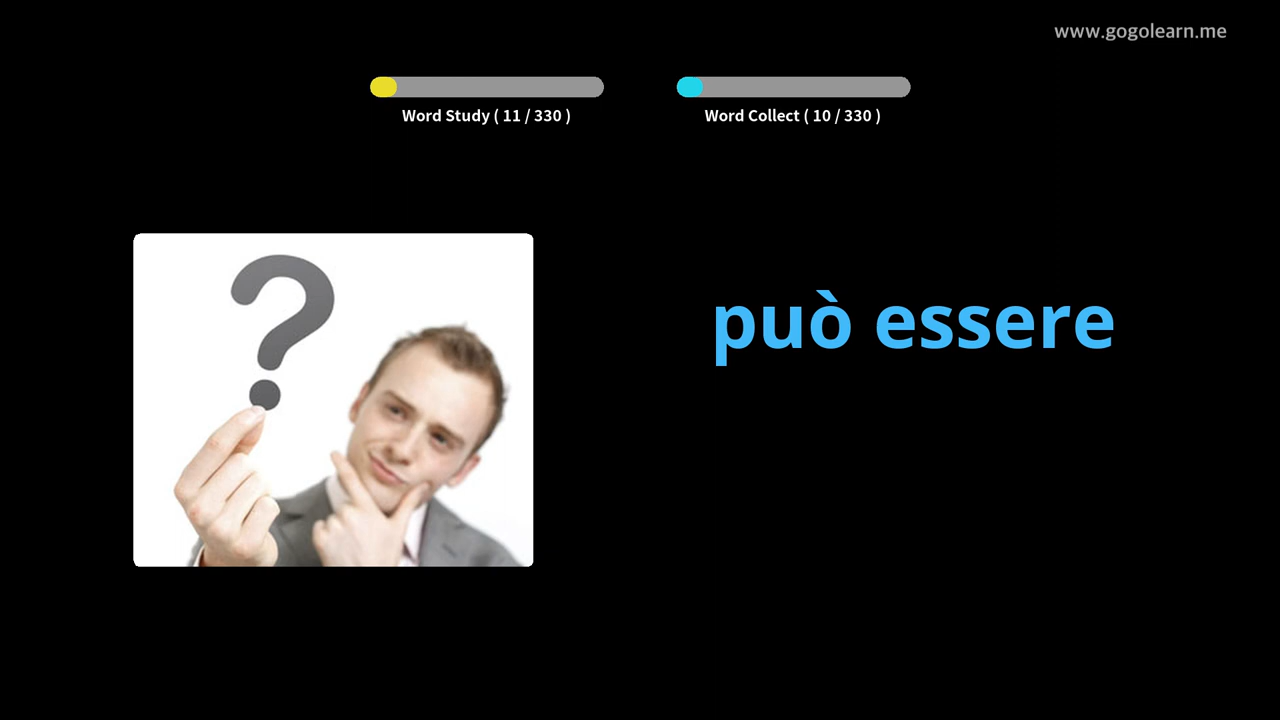 www.gogolearn.me
Word Study ( 11 / 330 )
Word Collect ( 10 / 330 )
?
può essere